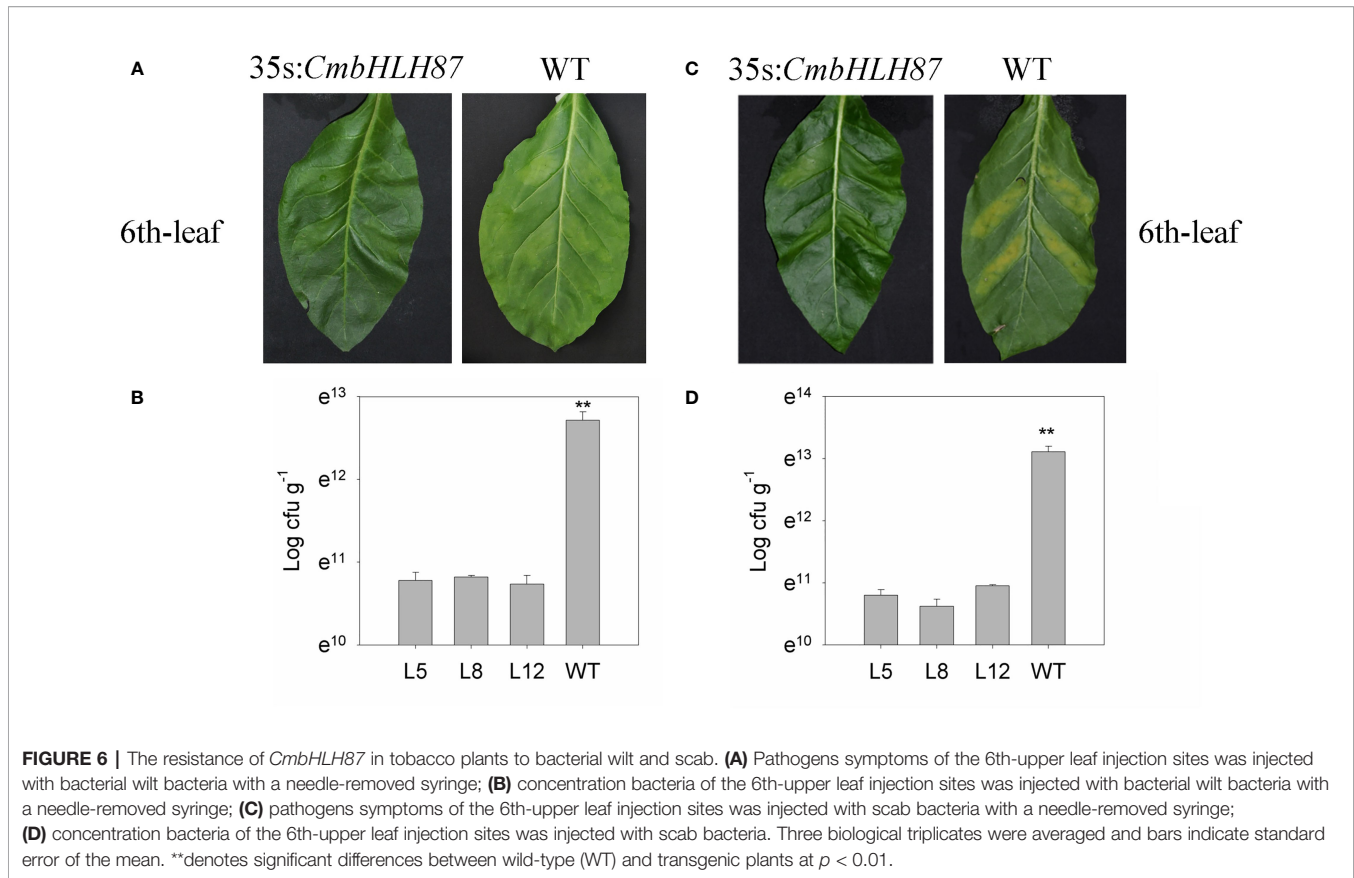 A
35s:CmbHLH87
WT
6th-leaf
C
35s:CmbHLH87
WT
6th-leaf
B
e¹³
e¹²
e¹¹
e¹⁰
Log cfu g⁻¹
**
L5 L8 L12 WT
D
e¹⁴
e¹³
e¹²
e¹¹
e¹⁰
Log cfu g⁻¹
**
L5 L8 L12 WT
FIGURE 6 | The resistance of CmbHLH87 in tobacco plants to bacterial wilt and scab. (A) Pathogens symptoms of the 6th-upper leaf injection sites was injected
with bacterial wilt bacteria with a needle-removed syringe; (B) concentration bacteria of the 6th-upper leaf injection sites was injected with bacterial wilt bacteria with
a needle-removed syringe; (C) pathogens symptoms of the 6th-upper leaf injection sites was injected with scab bacteria with a needle-removed syringe;
(D) concentration bacteria of the 6th-upper leaf injection sites was injected with scab bacteria. Three biological triplicates were averaged and bars indicate standard
error of the mean. **denotes significant differences between wild-type (WT) and transgenic plants at p < 0.01.